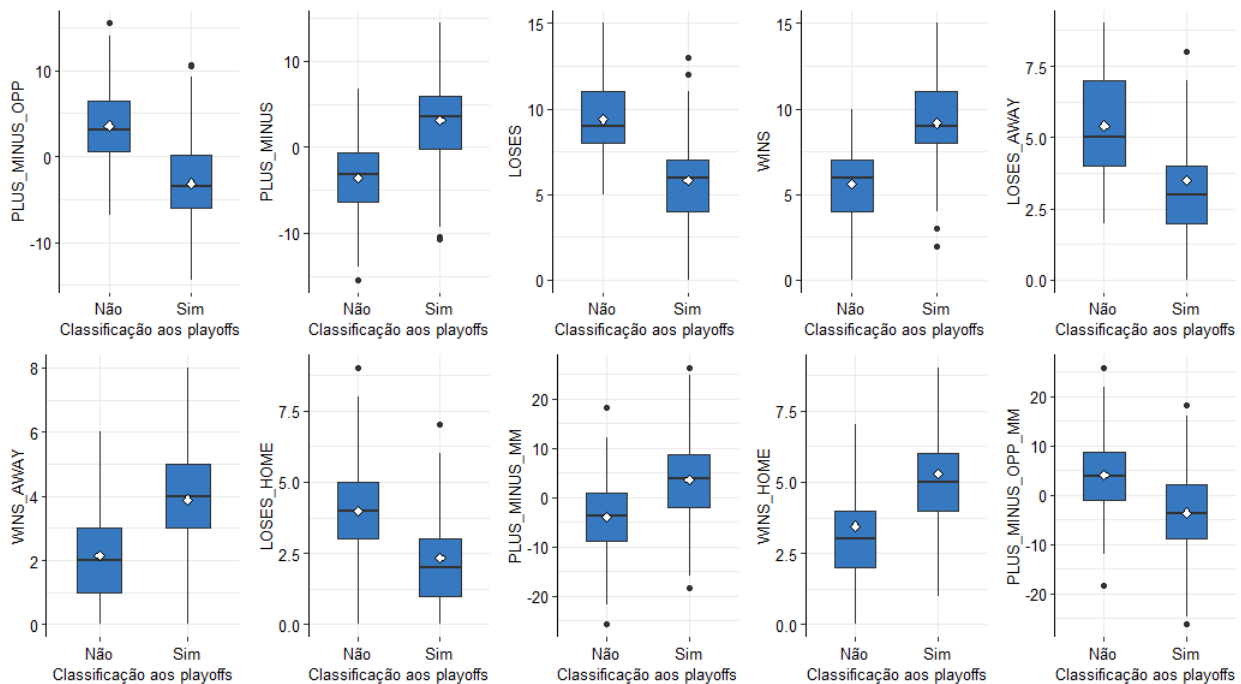 PLUS_MINUS_OPP
10
0
-10
Não Sim
Classificação aos playoffs
PLUS_MINUS
10
0
-10
Não Sim
Classificação aos playoffs
LOSES
15
10
5
0
Não Sim
Classificação aos playoffs
WINS
15
10
5
0
Não Sim
Classificação aos playoffs
LOSES_AWAY
7.5
5.0
2.5
0.0
Não Sim
Classificação aos playoffs
WINS_AWAY
8
6
4
2
0
Não Sim
Classificação aos playoffs
LOSES_HOME
7.5
5.0
2.5
0.0
Não Sim
Classificação aos playoffs
PLUS_MINUS_MM
20
10
0
-10
-20
Não Sim
Classificação aos playoffs
WINS_HOME
7.5
5.0
2.5
0.0
Não Sim
Classificação aos playoffs
PLUS_MINUS_OPP_MM
20
10
0
-10
-20
Não Sim
Classificação aos playoffs